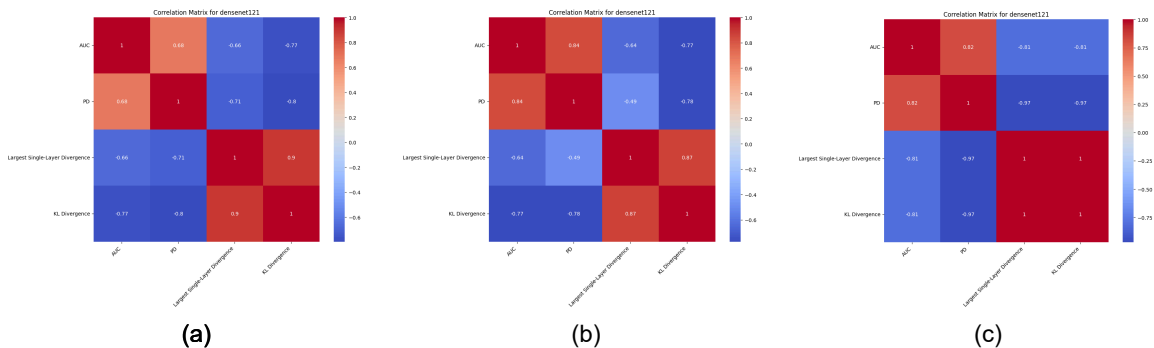 Correlation Matrix for densenet121
AUC
PD
Largest Single-Layer Divergence
KL Divergence
1 0.68 -0.66 -0.77
0.68 1 -0.71 -0.8
-0.66 -0.71 1 0.9
-0.77 -0.8 0.9 1
AUC
PD
Largest Single-Layer Divergence
KL Divergence
1.0
0.8
0.6
0.4
0.2
0.0
−0.2
−0.4
−0.6
(a)
Correlation Matrix for densenet121
AUC
PD
Largest Single-Layer Divergence
KL Divergence
1 0.84 -0.64 -0.77
0.84 1 -0.49 -0.78
-0.64 -0.49 1 0.87
-0.77 -0.78 0.87 1
AUC
PD
Largest Single-Layer Divergence
KL Divergence
1.0
0.8
0.6
0.4
0.2
0.0
−0.2
−0.4
−0.6
(b)
Correlation Matrix for densenet121
AUC
PD
Largest Single-Layer Divergence
KL Divergence
1 0.82 -0.81 -0.81
0.82 1 -0.97 -0.97
-0.81 -0.97 1 1
-0.81 -0.97 1 1
AUC
PD
Largest Single-Layer Divergence
KL Divergence
1.00
0.75
0.50
0.25
0.00
−0.25
−0.50
−0.75
(c)